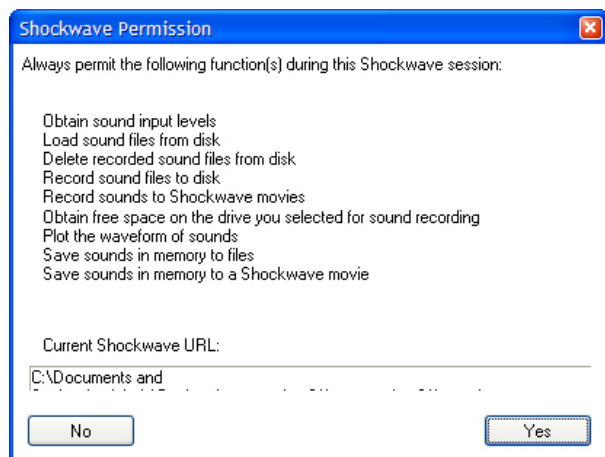 Shockwave Permission
Always permit the following function(s) during this Shockwave session:
Obtain sound input levels
Load sound files from disk
Delete recorded sound files from disk
Record sound files to disk
Record sounds to Shockwave movies
Obtain free space on the drive you selected for sound recording
Plot the waveform of sounds
Save sounds in memory to files
Save sounds in memory to a Shockwave movie
Current Shockwave URL:
C:\Documents and
No
Yes